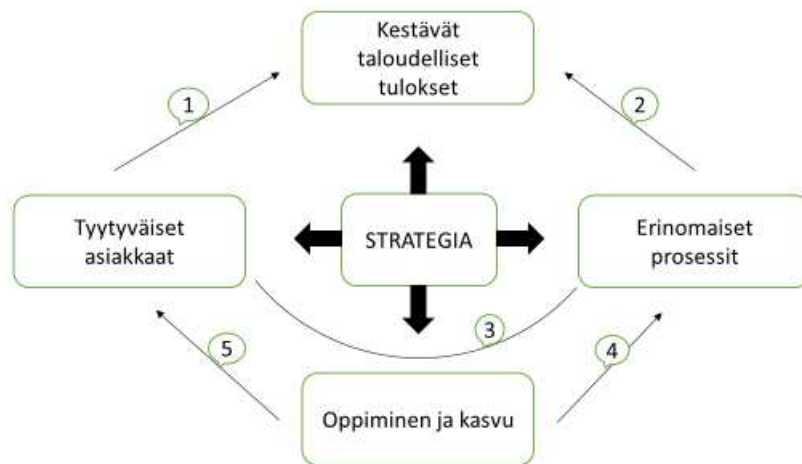 Kestävät
taloudelliset
tulokset
1
2
Tyytyväiset
asiakkaat
STRATEGIA
Erinomaiset
prosessit
3
5
4
Oppiminen ja kasvu